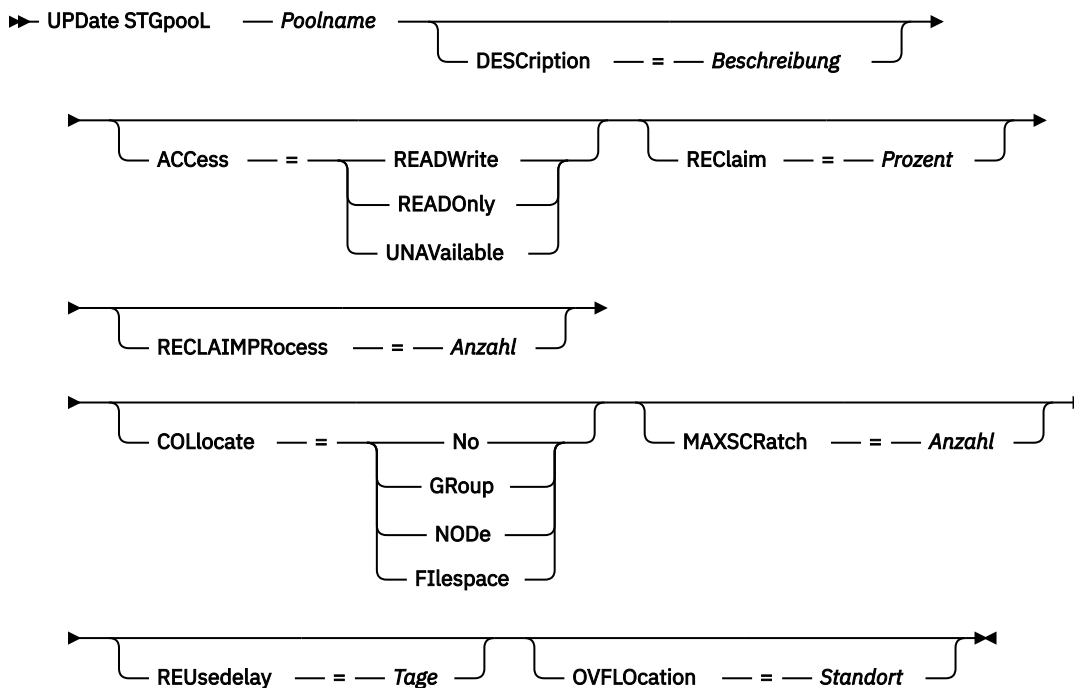 UPDate STGpooL Poolname
DESCription = Beschreibung
ACCess = READWrite
READOnly
UNAVailable
REClaim = Prozent
RECLAIMPRocess = Anzahl
COLlocate = No
GRoup
NODe
FIlespace
MAXSCRatch = Anzahl
REUsedelay = Tage
OVFLOcation = Standort